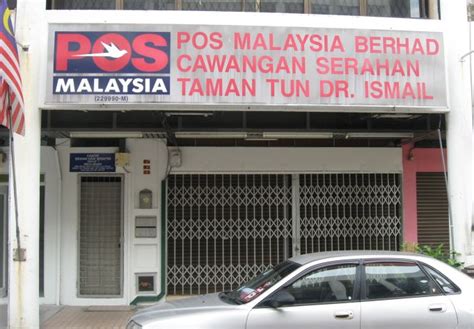 POS
MALAYSIA
(229990-M)
POS MALAYSIA BERHAD
CAWANGAN SERAHAN
TAMAN TUN DR. ISMAIL